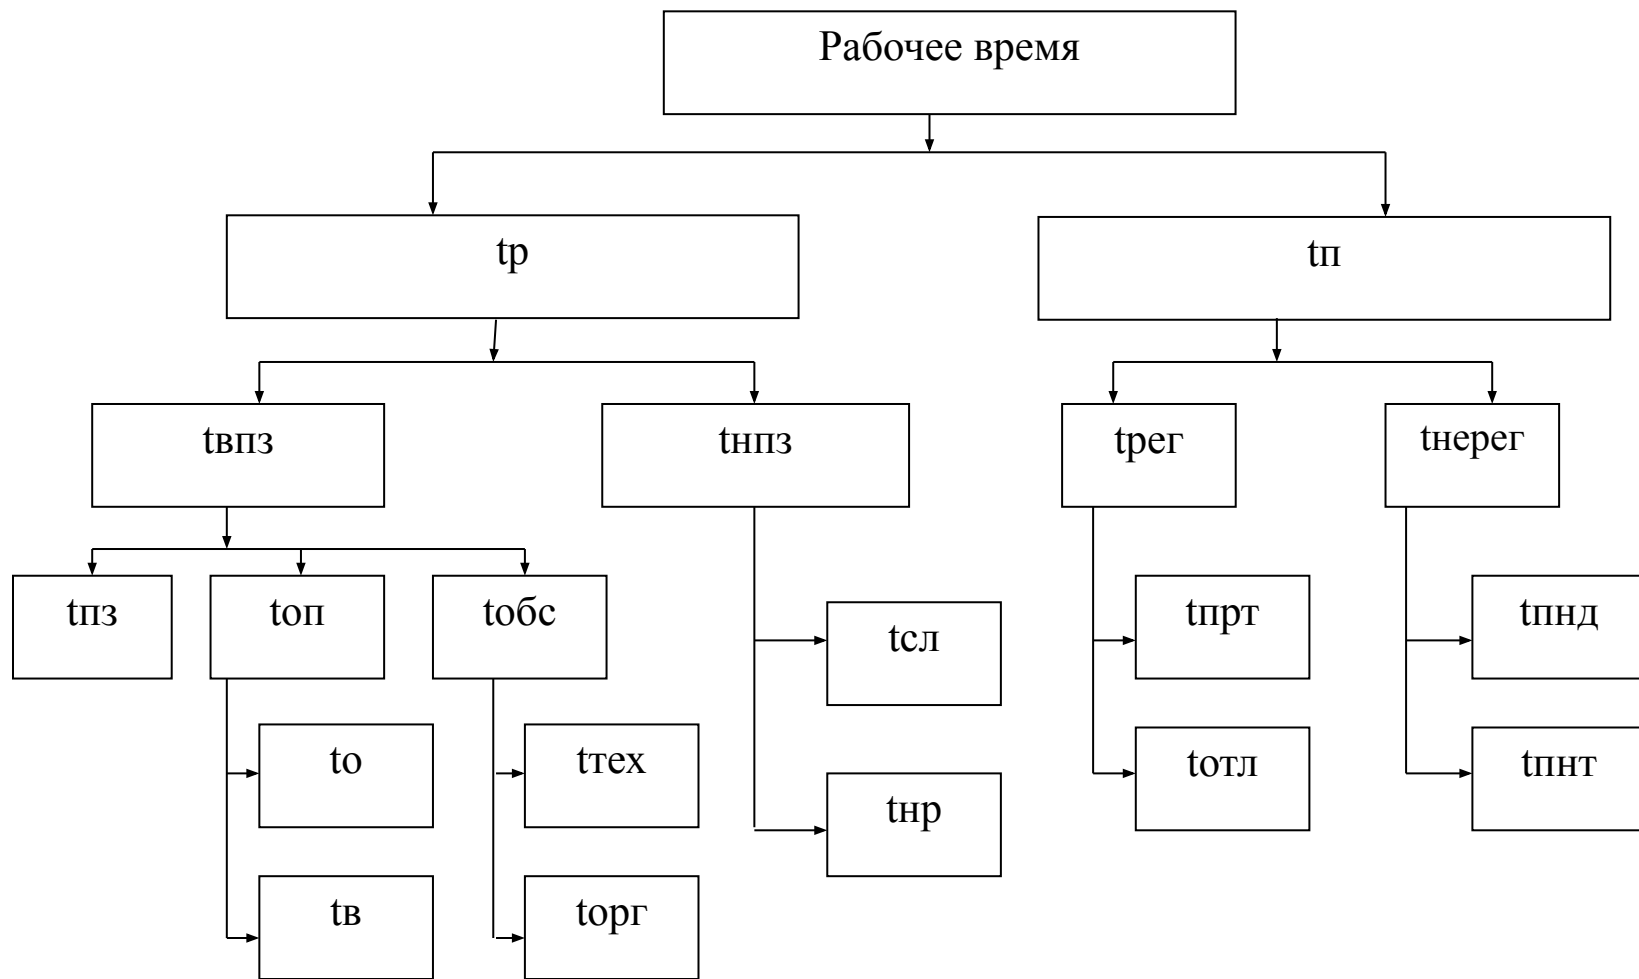 Рабочее время
tр
tп
tвпз
tнпз
tрег
tнерег
tпз
tоп
tобс
tсл
tпрт
tпнд
tо
tтех
tнр
tотл
tпнт
tв
tорг